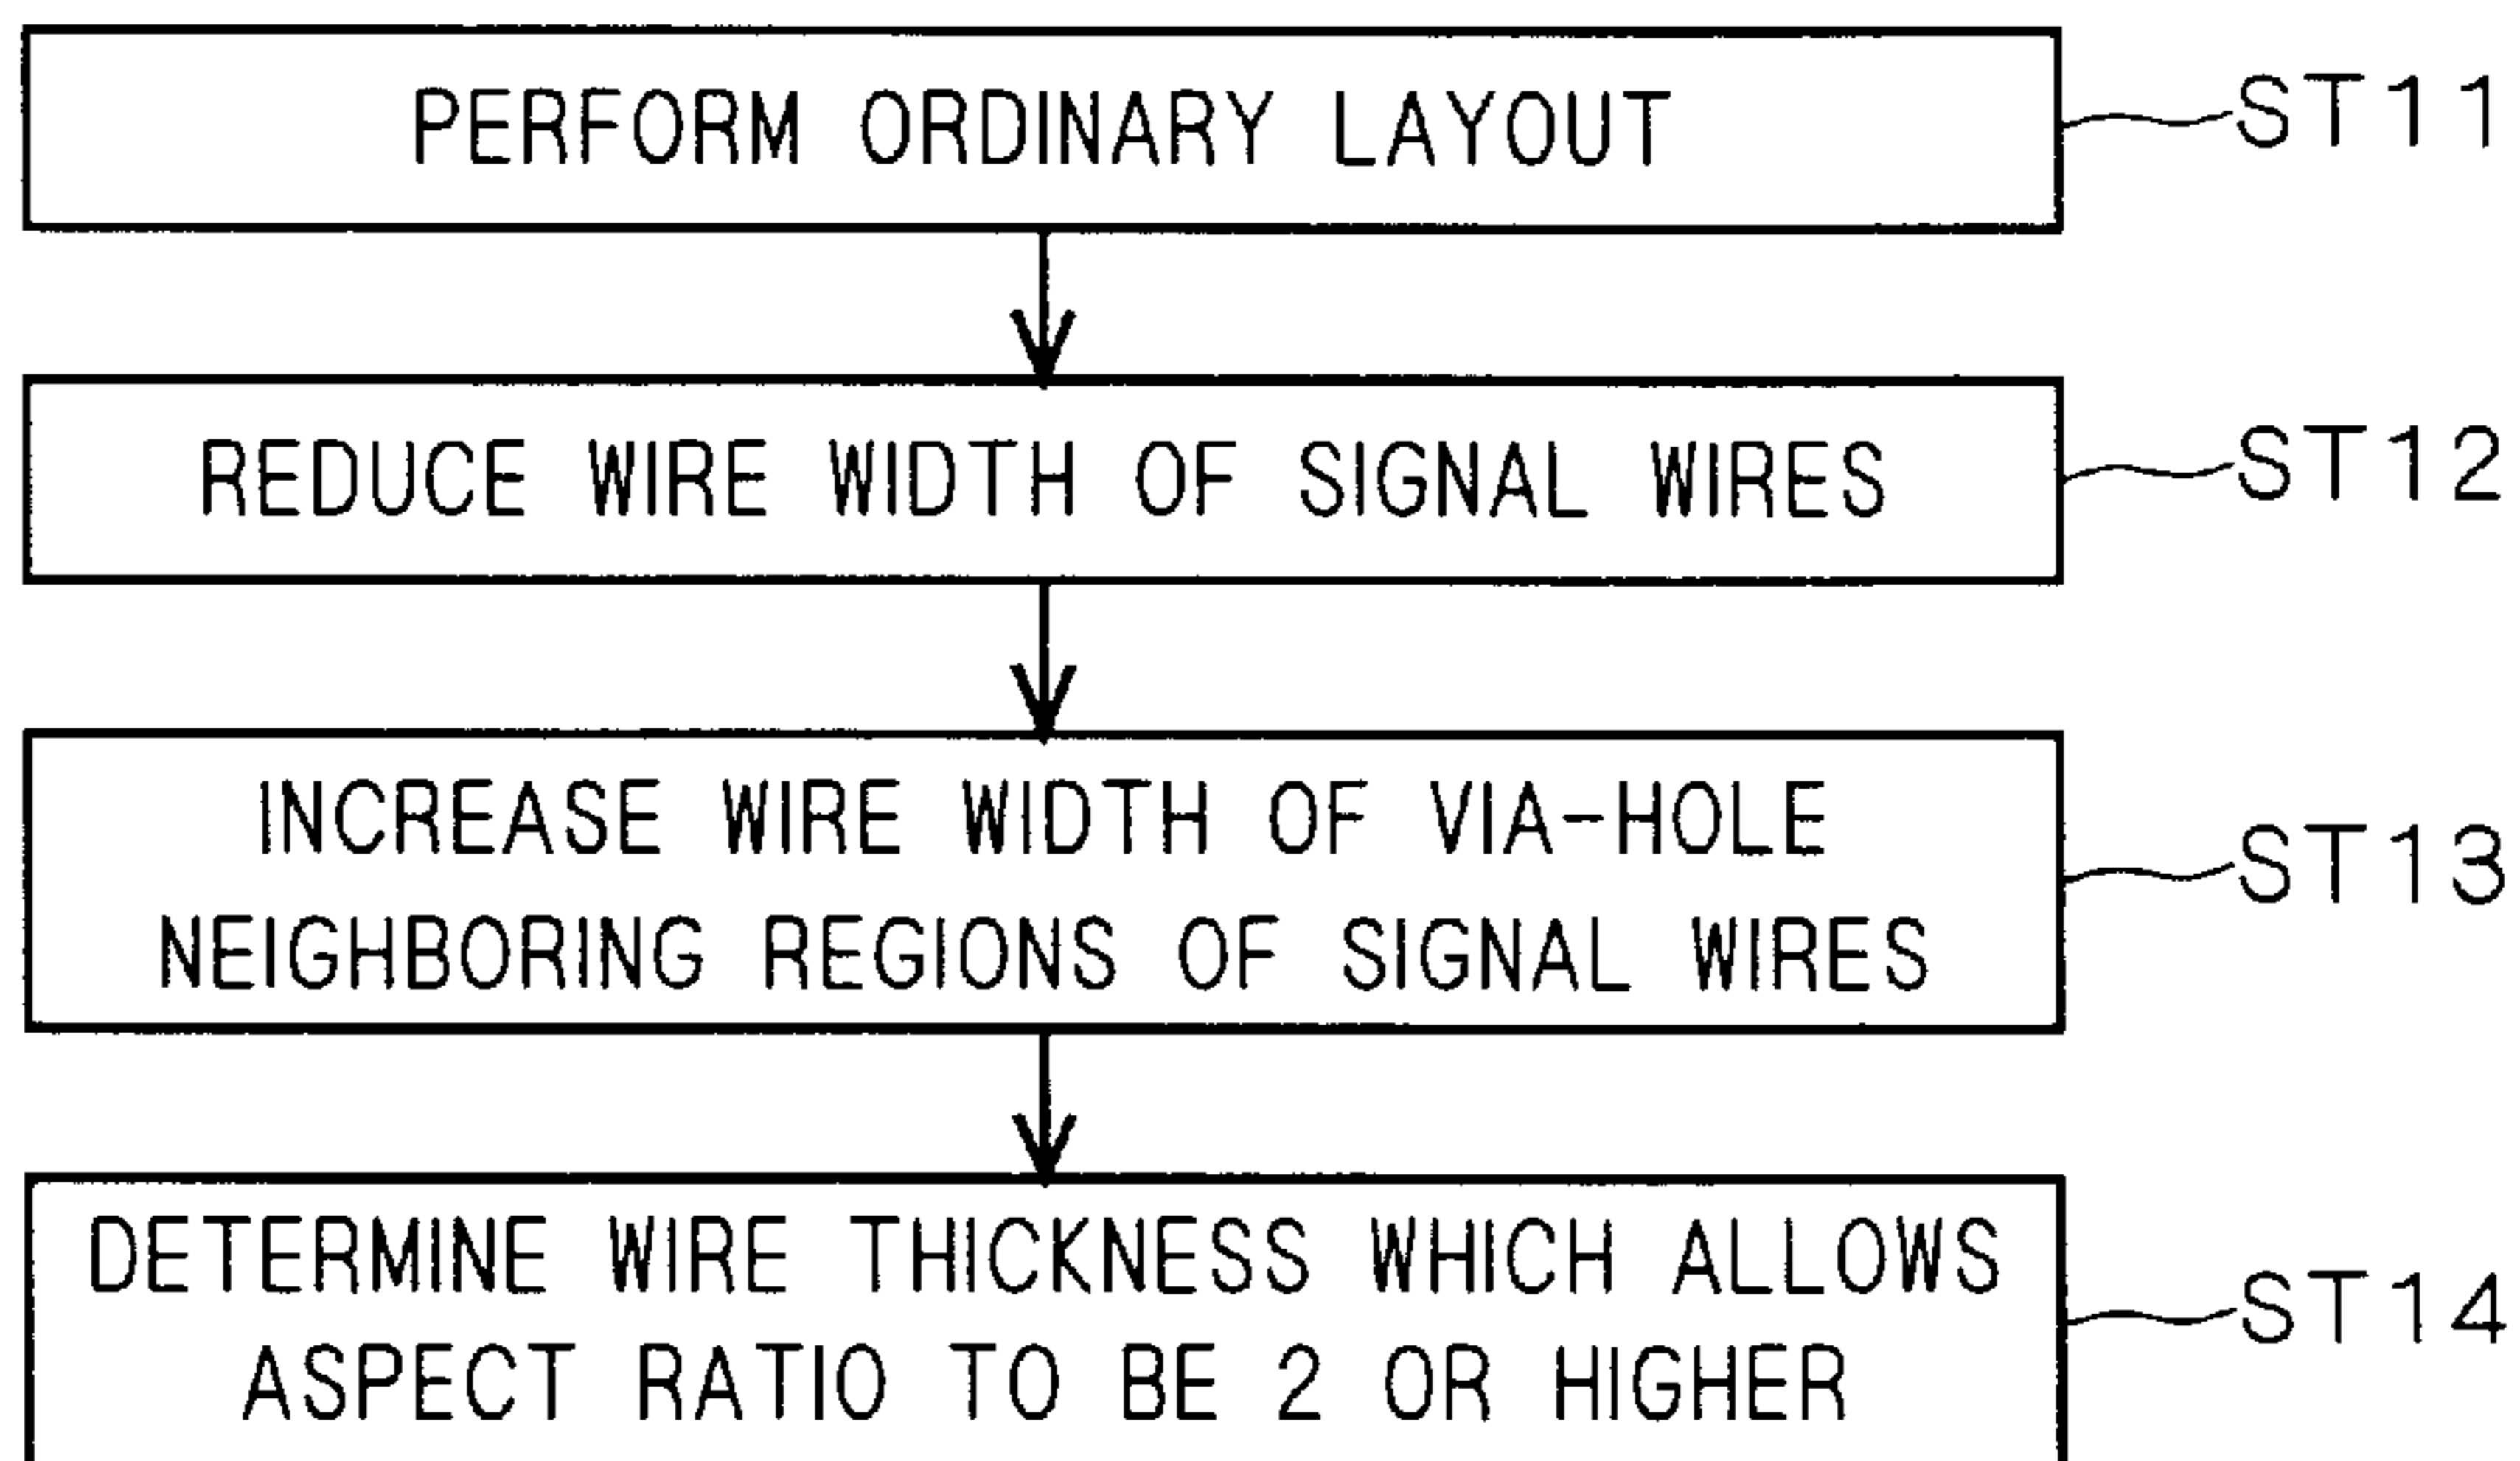 PERFORM ORDINARY LAYOUT
ST11
REDUCE WIRE WIDTH OF SIGNAL WIRES
ST12
INCREASE WIRE WIDTH OF VIA-HOLE
NEIGHBORING REGIONS OF SIGNAL WIRES
ST13
DETERMINE WIRE THICKNESS WHICH ALLOWS
ASPECT RATIO TO BE 2 OR HIGHER
ST14